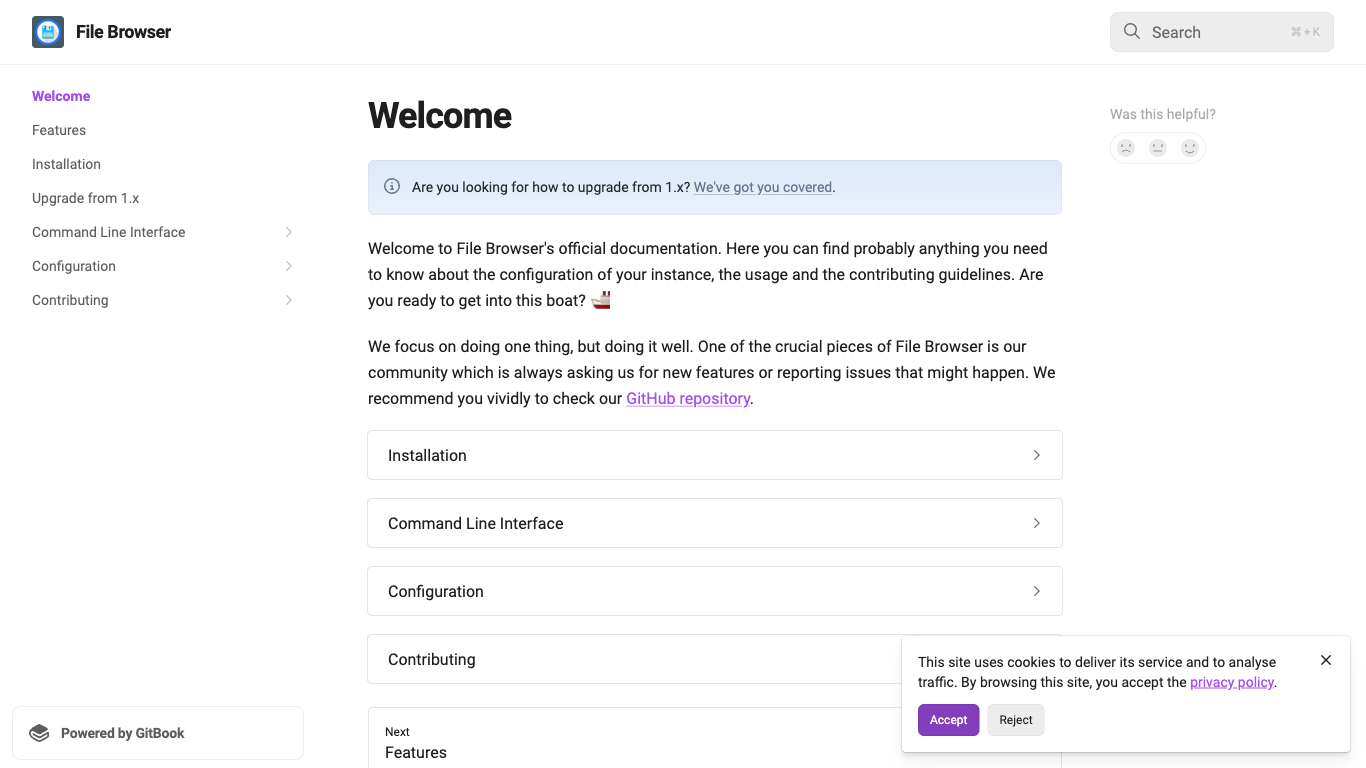 File Browser
Search
⌘+K
Welcome
Features
Installation
Upgrade from 1.x
Command Line Interface
Configuration
Contributing
Powered by GitBook
Welcome
Are you looking for how to upgrade from 1.x? We've got you covered.
Welcome to File Browser's official documentation. Here you can find probably anything you need
to know about the configuration of your instance, the usage and the contributing guidelines. Are
you ready to get into this boat? 🚢
We focus on doing one thing, but doing it well. One of the crucial pieces of File Browser is our
community which is always asking us for new features or reporting issues that might happen. We
recommend you vividly to check our GitHub repository.
Installation
Command Line Interface
Configuration
Contributing
Next
Features
Was this helpful?
This site uses cookies to deliver its service and to analyse
traffic. By browsing this site, you accept the privacy policy.
Accept
Reject